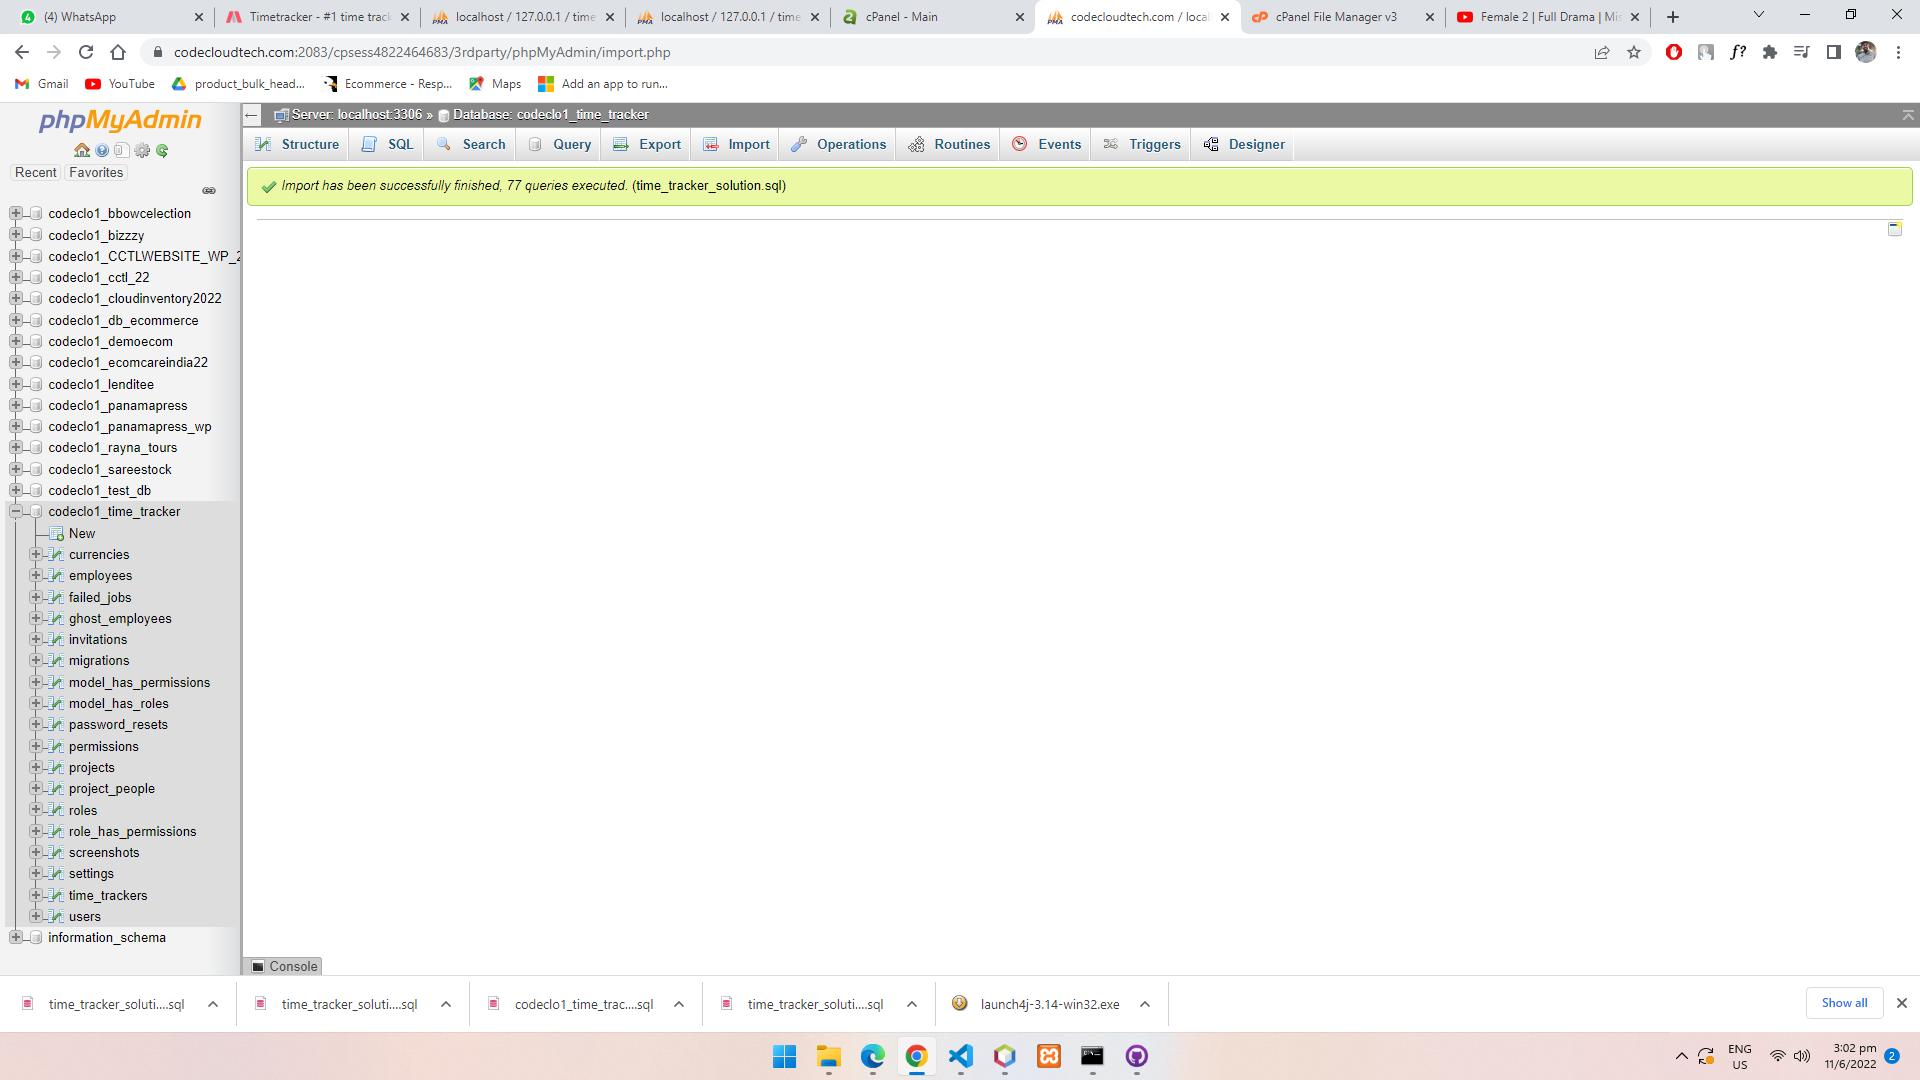 (4) WhatsApp
Timetracker - #1 time track
localhost / 127.0.0.1 / time
localhost / 127.0.0.1 / time
cPanel - Main
codecloudtech.com / local
cPanel File Manager v3
Female 2 | Full Drama | Mis
codecloudtech.com:2083/cpsess4822464683/3rdparty/phpMyAdmin/import.php
Gmail
YouTube
product_bulk_head...
Ecommerce - Resp...
Maps
Add an app to run...
phpMyAdmin
Recent Favorites
codeclo1_bbowcelection
codeclo1_bizzzy
codeclo1_CCTLWEBSITE_WP_2
codeclo1_cctl_22
codeclo1_cloudinventory2022
codeclo1_db_ecommerce
codeclo1_demoecom
codeclo1_ecomcareindia22
codeclo1_lenditee
codeclo1_panamapress
codeclo1_panamapress_wp
codeclo1_rayna_tours
codeclo1_sareestock
codeclo1_test_db
codeclo1_time_tracker
New
currencies
employees
failed_jobs
ghost_employees
invitations
migrations
model_has_permissions
model_has_roles
password_resets
permissions
projects
project_people
roles
role_has_permissions
screenshots
settings
time_trackers
users
information_schema
Server: localhost:3306 » Database: codeclo1_time_tracker
Structure SQL Search Query Export Import Operations Routines Events Triggers Designer
Import has been successfully finished, 77 queries executed. (time_tracker_solution.sql)
Console
time_tracker_soluti....sql
time_tracker_soluti....sql
codeclo1_time_trac....sql
time_tracker_soluti....sql
launch4j-3.14-win32.exe
Show all
ENG
US
3:02 pm
11/6/2022
2